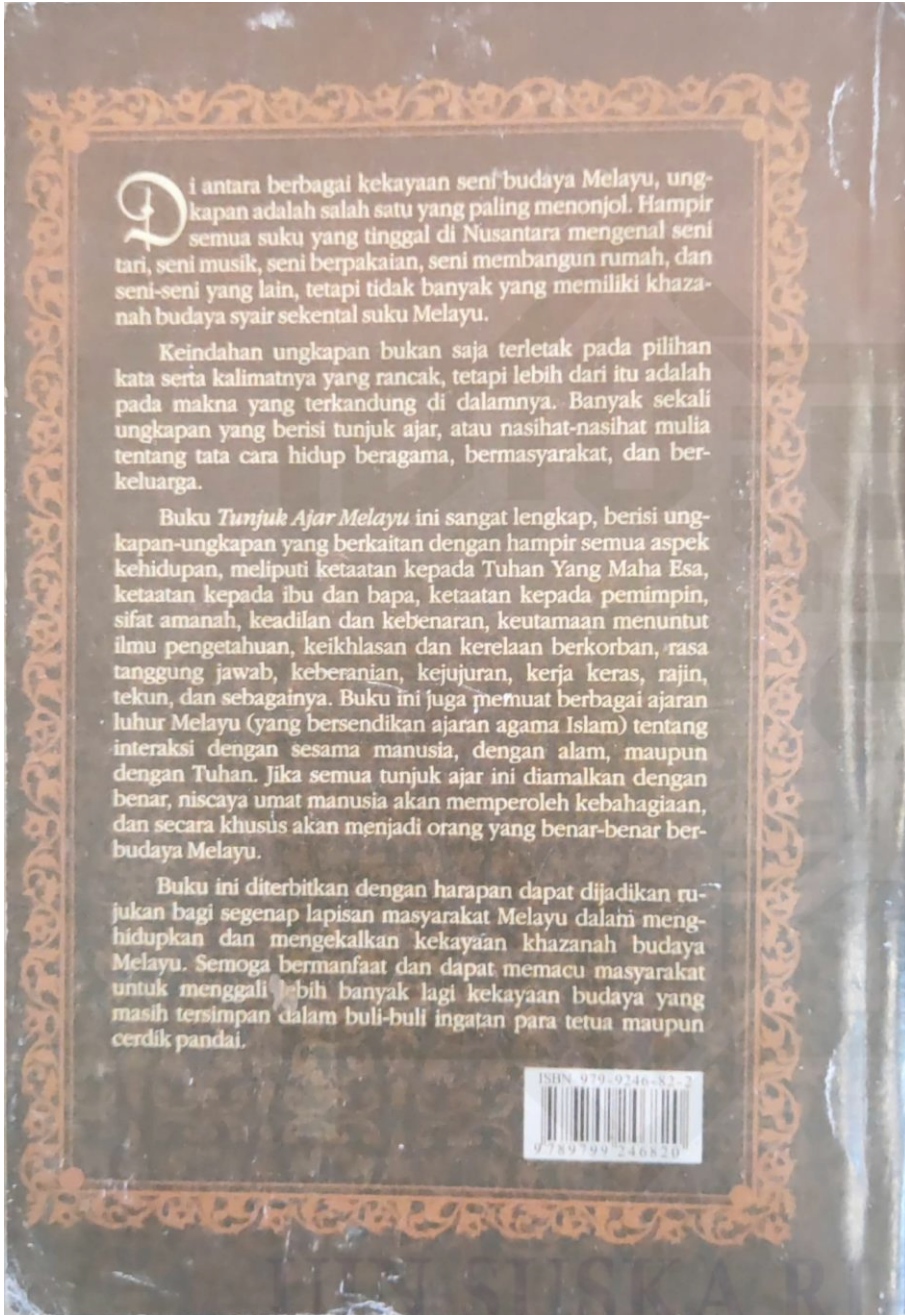 Di antara berbagai kekayaan seni budaya Melayu, ung-
kapan adalah salah satu yang paling menonjol. Hampir
semua suku yang tinggal di Nusantara mengenal seni
tari, seni musik, seni berpakaian, seni membangun rumah, dan
seni-seni yang lain, tetapi tidak banyak yang memiliki khaza-
nah budaya syair sekental suku Melayu.
Keindahan ungkapan bukan saja terletak pada pilihan
kata serta kalimatnya yang rancak, tetapi lebih dari itu adalah
pada makna yang terkandung di dalamnya. Banyak sekali
ungkapan yang berisi tunjuk ajar, atau nasihat-nasihat mulia
tentang tata cara hidup beragama, bermasyarakat, dan ber-
keluarga.
Buku Tunjuk Ajar Melayu ini sangat lengkap, berisi ung-
kapan-ungkapan yang berkaitan dengan hampir semua aspek
kehidupan, meliputi ketaatan kepada Tuhan Yang Maha Esa,
ketaatan kepada ibu dan bapa, ketaatan kepada pemimpin,
sifat amanah, keadilan dan kebenaran, keutamaan menuntut
ilmu pengetahuan, keikhlasan dan kerelaan berkorban, rasa
tanggung jawab, keberanian, kejujuran, kerja keras, rajin,
tekun, dan sebagainya. Buku ini juga memuat berbagai ajaran
luhur Melayu (yang bersendikan ajaran agama Islam) tentang
interaksi dengan sesama manusia, dengan alam, maupun
dengan Tuhan. Jika semua tunjuk ajar ini diamalkan dengan
benar, niscaya umat manusia akan memperoleh kebahagiaan,
dan secara khusus akan menjadi orang yang benar-benar ber-
budaya Melayu.
Buku ini diterbitkan dengan harapan dapat dijadikan ru-
jukan bagi segenap lapisan masyarakat Melayu dalam meng-
hidupkan dan mengekalkan kekayaan khazanah budaya
Melayu. Semoga bermanfaat dan dapat memacu masyarakat
untuk menggali lebih banyak lagi kekayaan budaya yang
masih tersimpan dalam buli-buli ingatan para tetua maupun
cerdik pandai.
ISBN 979-9246-82-2
9 789799 246820
UIN SUSKA R